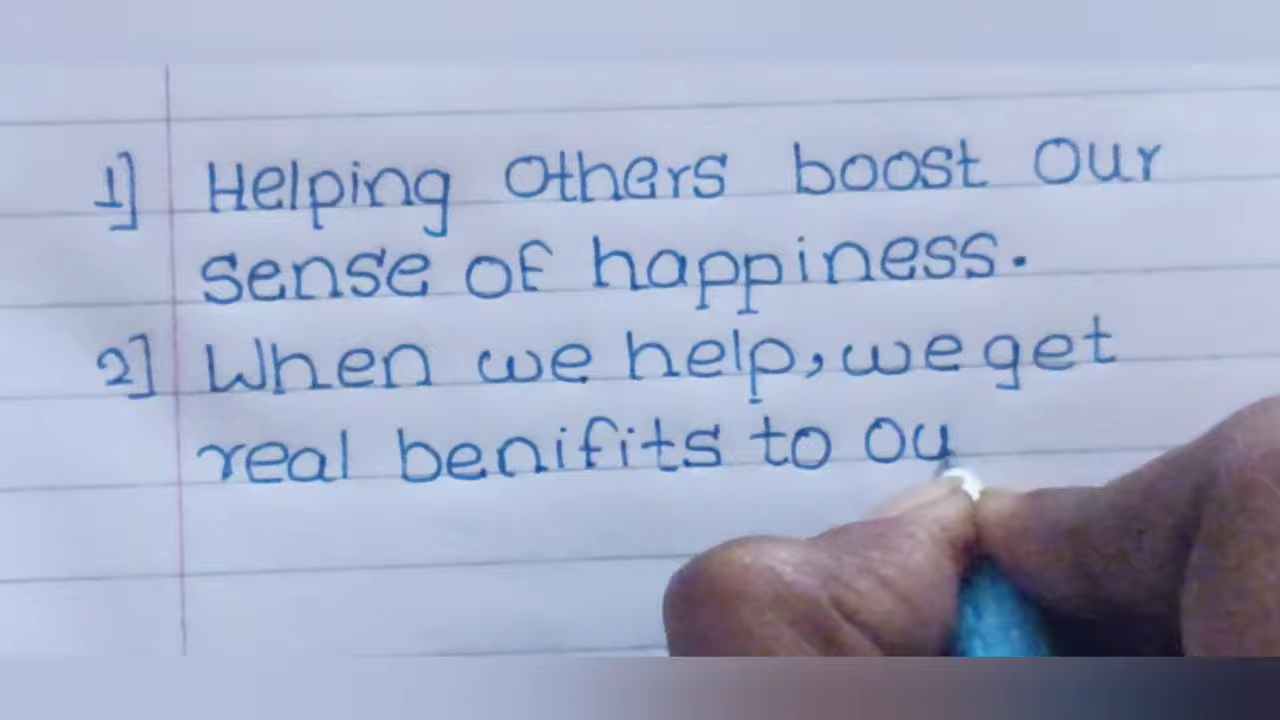 1] Helping others boost our
sense of happiness.
2] When we help, we get
real benifits to ou